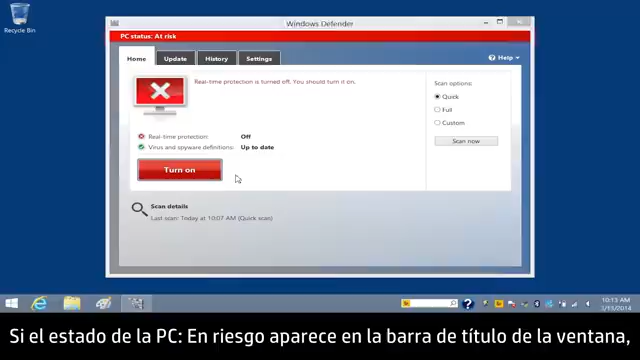 Recycle Bin
Windows Defender
PC status: At risk
Home
Update
History
Settings
Help
Real-time protection is turned off. You should turn it on.
Scan options:
Quick
Full
Custom
Scan now
Real-time protection: Off
Virus and spyware definitions: Up to date
Turn on
Scan details
Last scan: Today at 10:07 AM (Quick scan)
10:13 AM
3/15/2014
Si el estado de la PC: En riesgo aparece en la barra de título de la ventana,